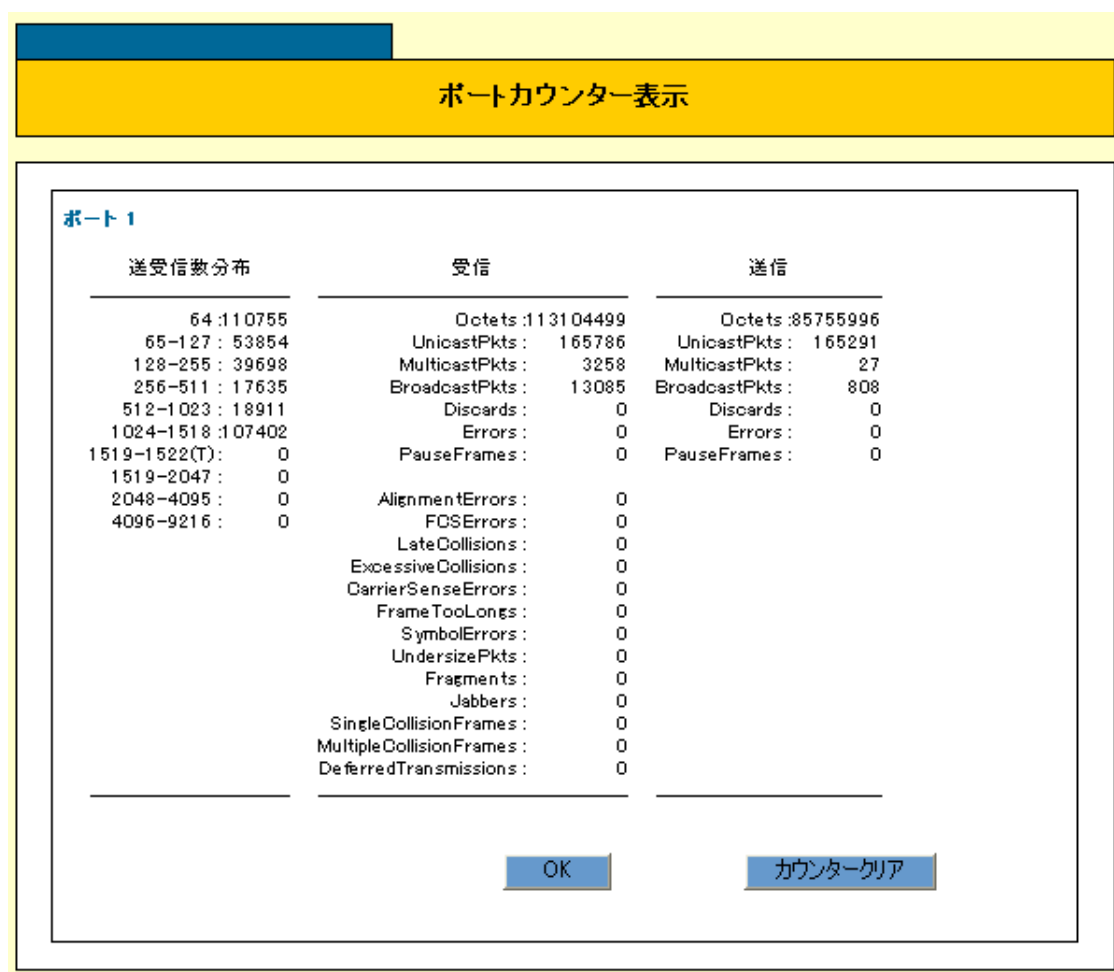 ポートカウンター表示
ポート 1
送受信数分布
64 :110755
65-127 : 53854
128-255 : 39698
256-511 : 17635
512-1023 : 18911
1024-1518 :107402
1519-1522(T) : 0
1519-2047 : 0
2048-4095 : 0
4096-9216 : 0
受信
Octets :113104499
UnicastPkts : 165786
MulticastPkts : 3258
BroadcastPkts : 13085
Discards : 0
Errors : 0
PauseFrames : 0
AlignmentErrors : 0
FCSErrors : 0
LateCollisions : 0
ExcessiveCollisions : 0
CarrierSenseErrors : 0
FrameTooLongs : 0
SymbolErrors : 0
UndersizePkts : 0
Fragments : 0
Jabbers : 0
SingleCollisionFrames : 0
MultipleCollisionFrames : 0
DeferredTransmissions : 0
送信
Octets :85755996
UnicastPkts : 165291
MulticastPkts : 27
BroadcastPkts : 808
Discards : 0
Errors : 0
PauseFrames : 0
OK
カウンタークリア